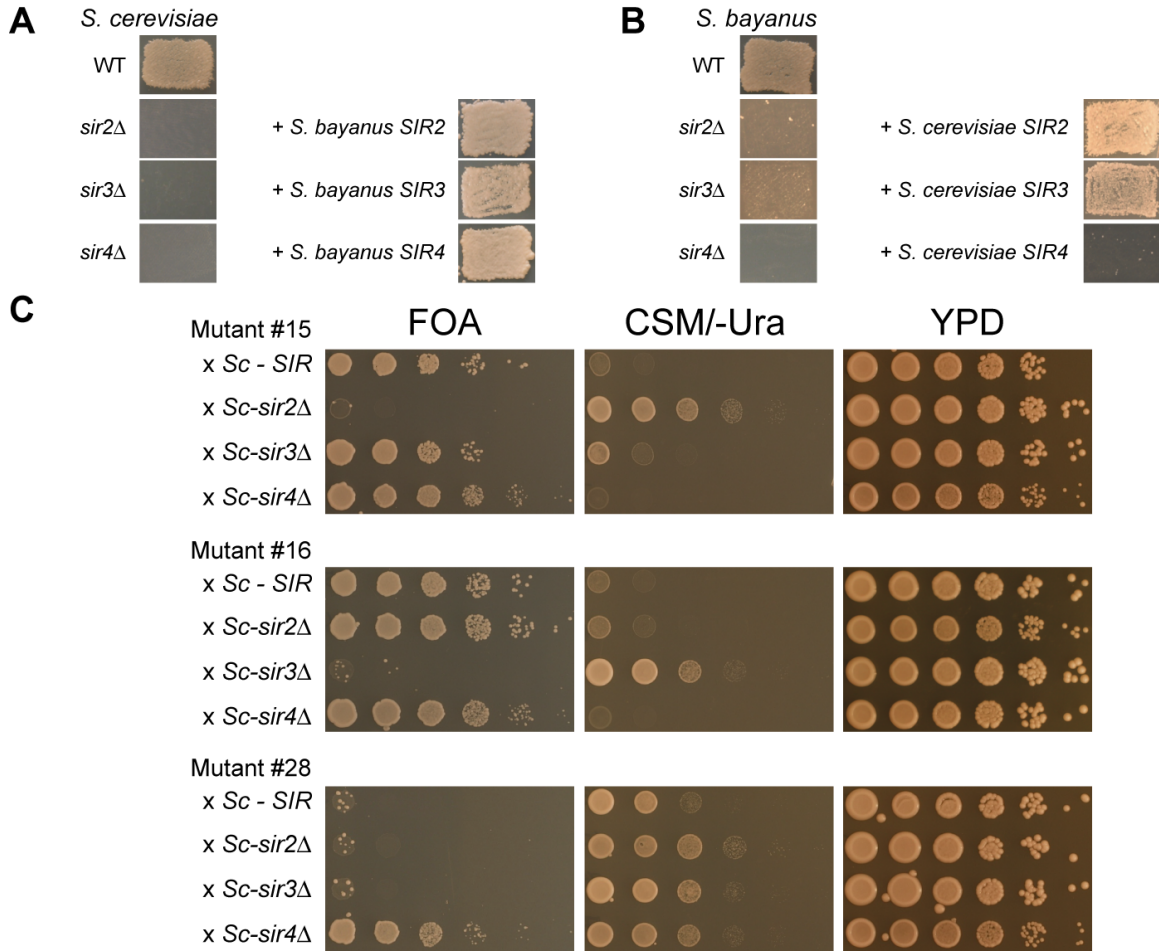 A
S. cerevisiae
WT
sir2Δ
+ S. bayanus SIR2
sir3Δ
+ S. bayanus SIR3
sir4Δ
+ S. bayanus SIR4
B
S. bayanus
WT
sir2Δ
+ S. cerevisiae SIR2
sir3Δ
+ S. cerevisiae SIR3
sir4Δ
+ S. cerevisiae SIR4
C
FOA
CSM/-Ura
YPD
Mutant #15
x Sc - SIR
x Sc-sir2Δ
x Sc-sir3Δ
x Sc-sir4Δ
Mutant #16
x Sc - SIR
x Sc-sir2Δ
x Sc-sir3Δ
x Sc-sir4Δ
Mutant #28
x Sc - SIR
x Sc-sir2Δ
x Sc-sir3Δ
x Sc-sir4Δ